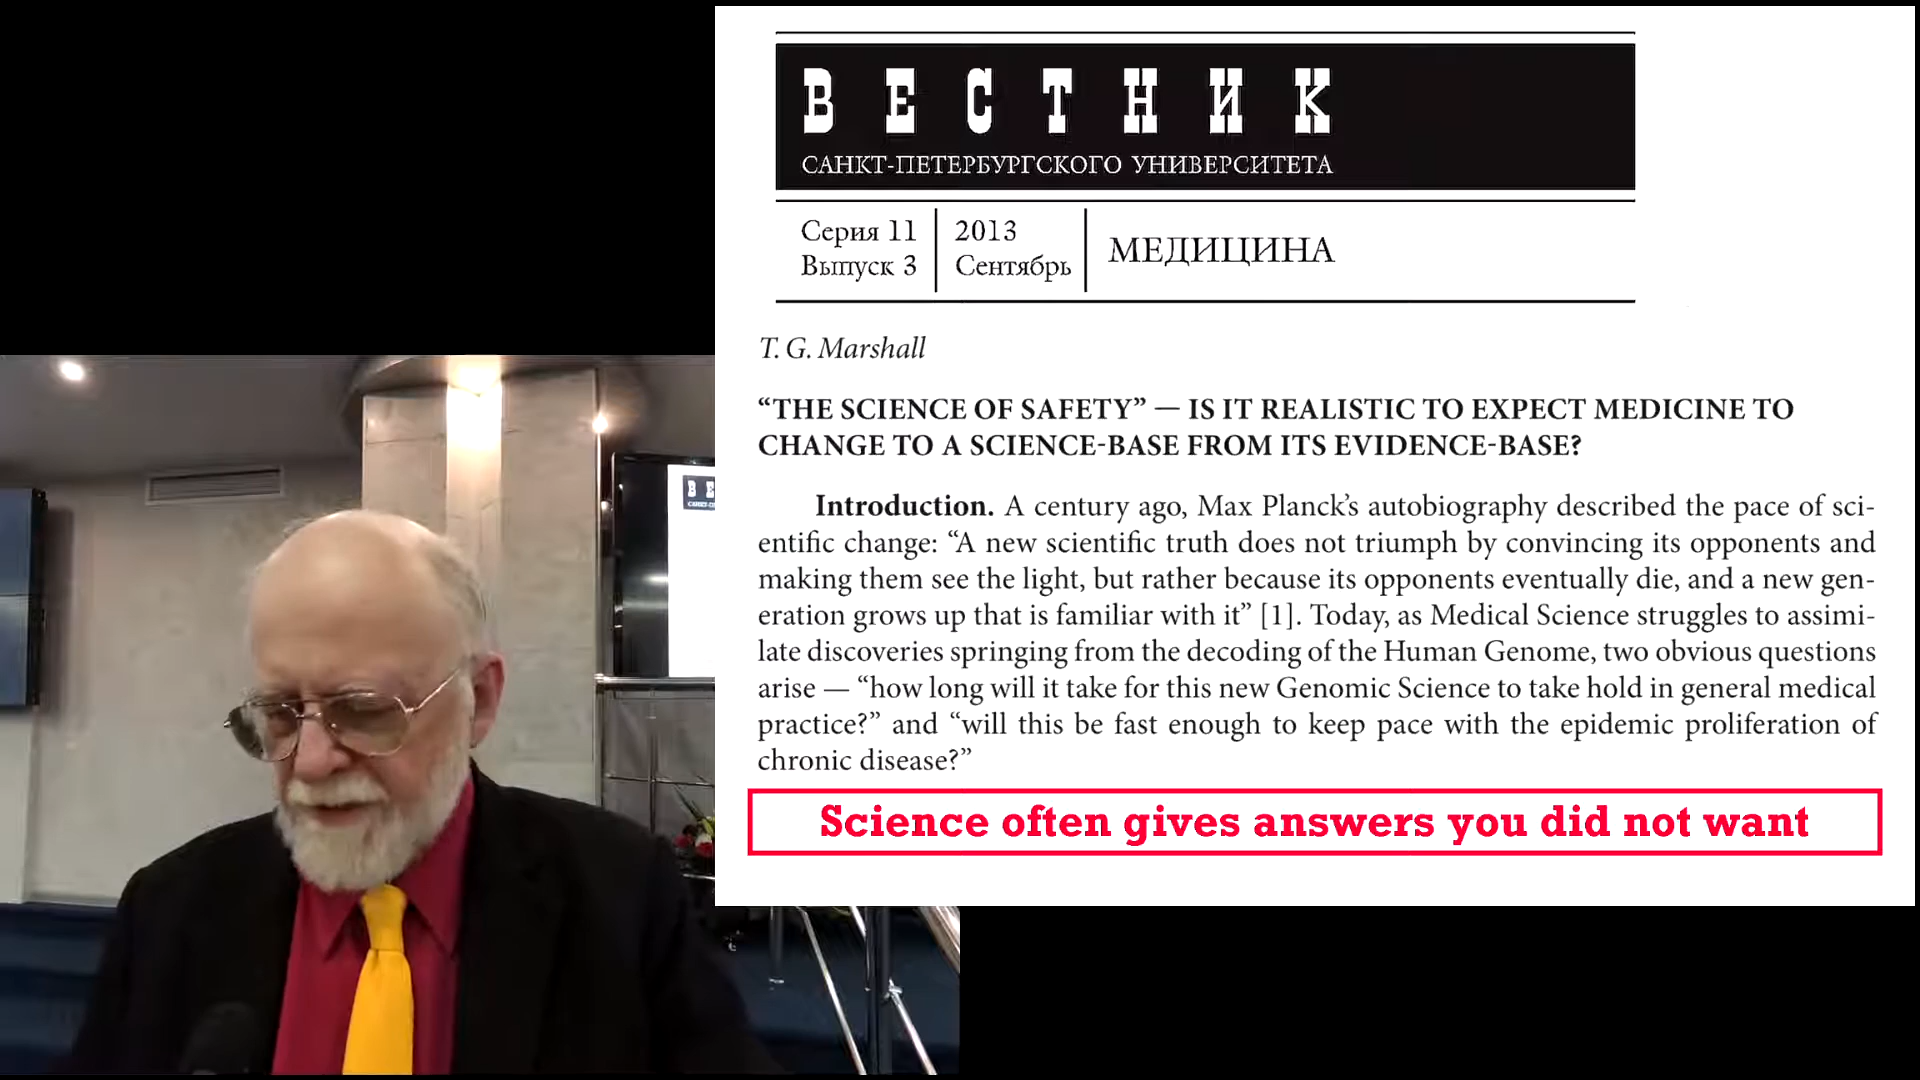 ВЕСТНИК
САНКТ-ПЕТЕРБУРГСКОГО УНИВЕРСИТЕТА
Серия 11
Выпуск 3
2013
Сентябрь
МЕДИЦИНА
T. G. Marshall
“THE SCIENCE OF SAFETY” — IS IT REALISTIC TO EXPECT MEDICINE TO
CHANGE TO A SCIENCE-BASE FROM ITS EVIDENCE-BASE?
Introduction. A century ago, Max Planck’s autobiography described the pace of sci-
entific change: “A new scientific truth does not triumph by convincing its opponents and
making them see the light, but rather because its opponents eventually die, and a new gen-
eration grows up that is familiar with it” [1]. Today, as Medical Science struggles to assimi-
late discoveries springing from the decoding of the Human Genome, two obvious questions
arise — “how long will it take for this new Genomic Science to take hold in general medical
practice?” and “will this be fast enough to keep pace with the epidemic proliferation of
chronic disease?”
Science often gives answers you did not want
В Е